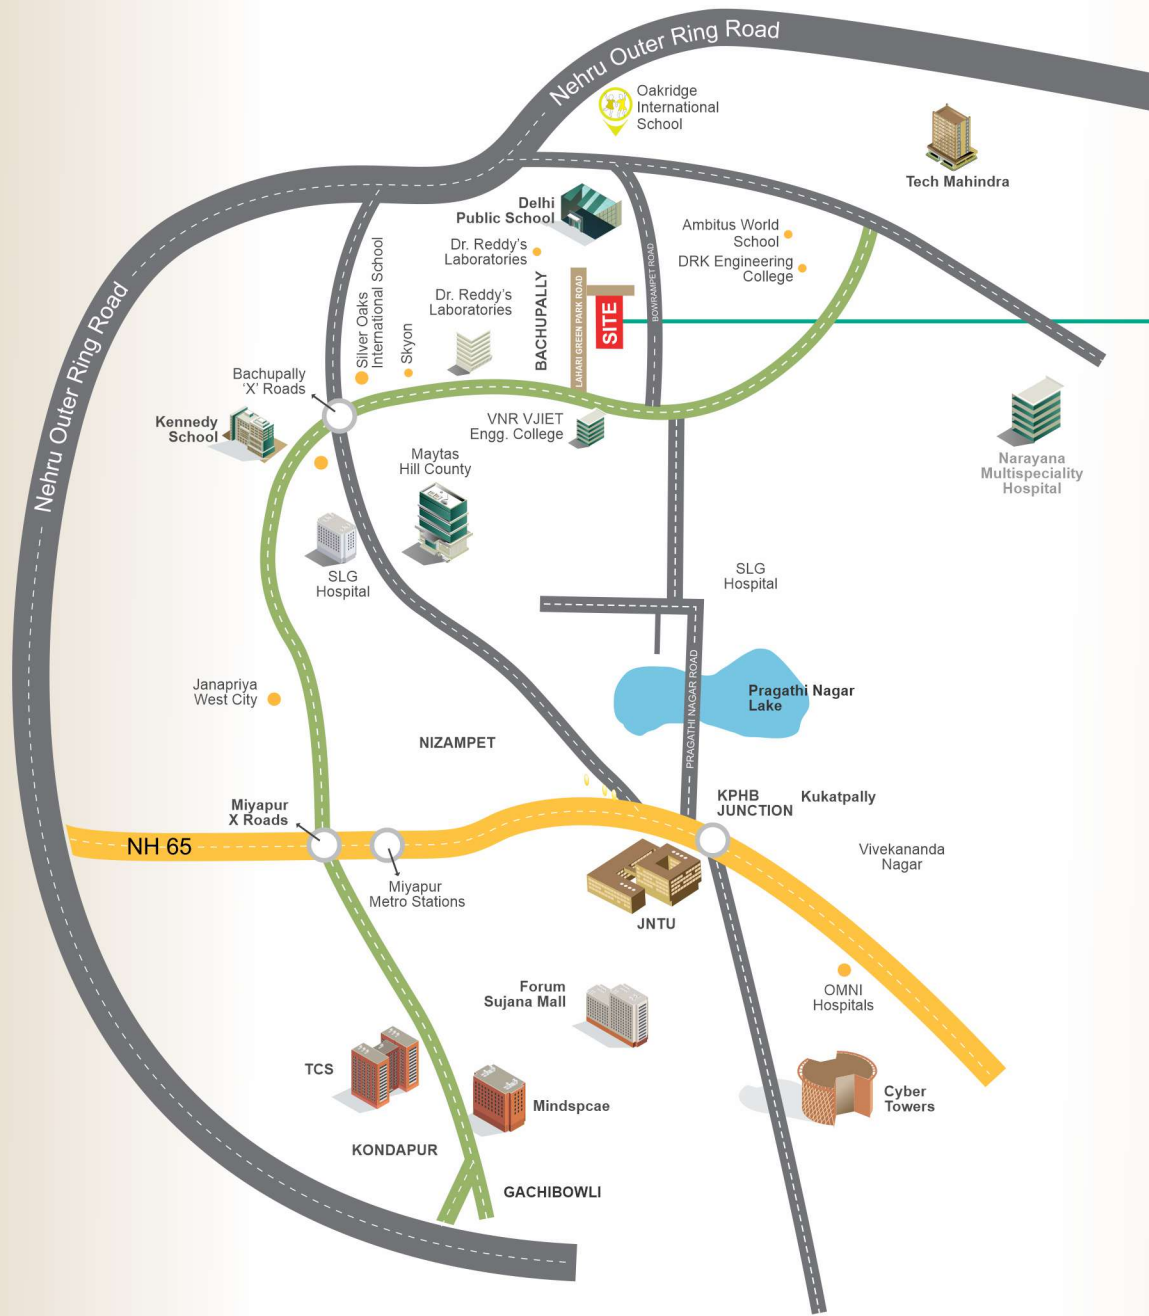 Nehru Outer Ring Road
Oakridge
International
School
Tech Mahindra
Delhi
Public School
Ambitus World
School
DRK Engineering
College
Dr. Reddy's
Laboratories
BOWRAMPET ROAD
Silver Oaks
International School
Skyon
Dr. Reddy's
Laboratories
BACHUPALLY
LAHARI GREEN PARK ROAD
SITE
Nehru Outer Ring Road
Bachupally
'X' Roads
Kennedy
School
VNR VJIET
Engg. College
Maytas
Hill County
Narayana
Multispeciality
Hospital
SLG
Hospital
SLG
Hospital
Janapriya
West City
PRAGATHI NAGAR ROAD
Pragathi Nagar
Lake
NIZAMPET
Miyapur
X Roads
KPHB
JUNCTION
Kukatpally
NH 65
Vivekananda
Nagar
Miyapur
Metro Stations
JNTU
Forum
Sujana Mall
OMNI
Hospitals
TCS
Mindspcae
Cyber
Towers
KONDAPUR
GACHIBOWLI